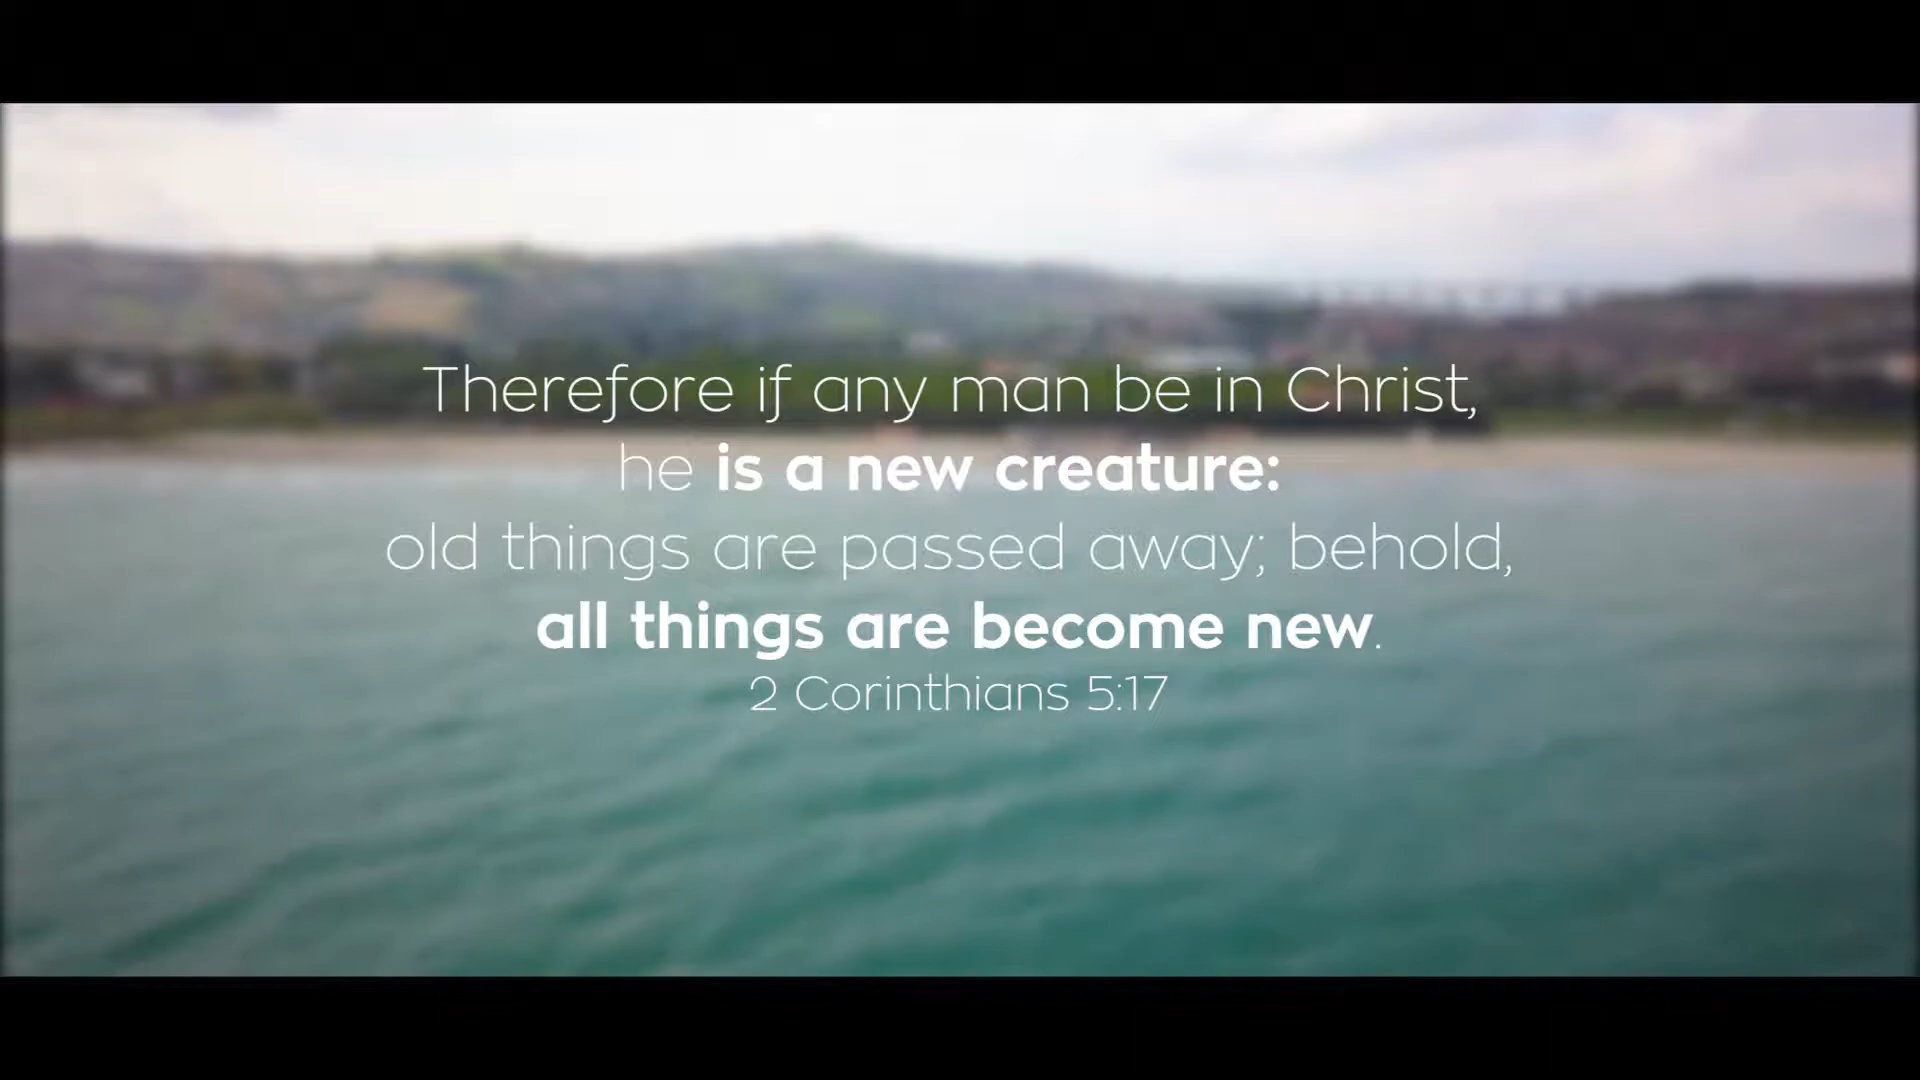 Therefore if any man be in Christ,
he is a new creature:
old things are passed away; behold,
all things are become new.
2 Corinthians 5:17